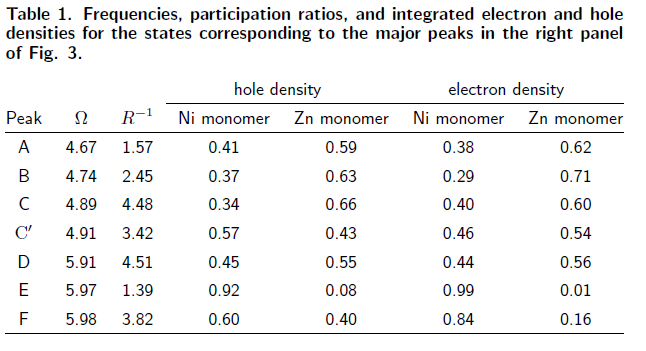 Table 1. Frequencies, participation ratios, and integrated electron and hole
densities for the states corresponding to the major peaks in the right panel
of Fig. 3.
hole density electron density
Peak Ω R⁻¹ Ni monomer Zn monomer Ni monomer Zn monomer
A 4.67 1.57 0.41 0.59 0.38 0.62
B 4.74 2.45 0.37 0.63 0.29 0.71
C 4.89 4.48 0.34 0.66 0.40 0.60
C′ 4.91 3.42 0.57 0.43 0.46 0.54
D 5.91 4.51 0.45 0.55 0.44 0.56
E 5.97 1.39 0.92 0.08 0.99 0.01
F 5.98 3.82 0.60 0.40 0.84 0.16